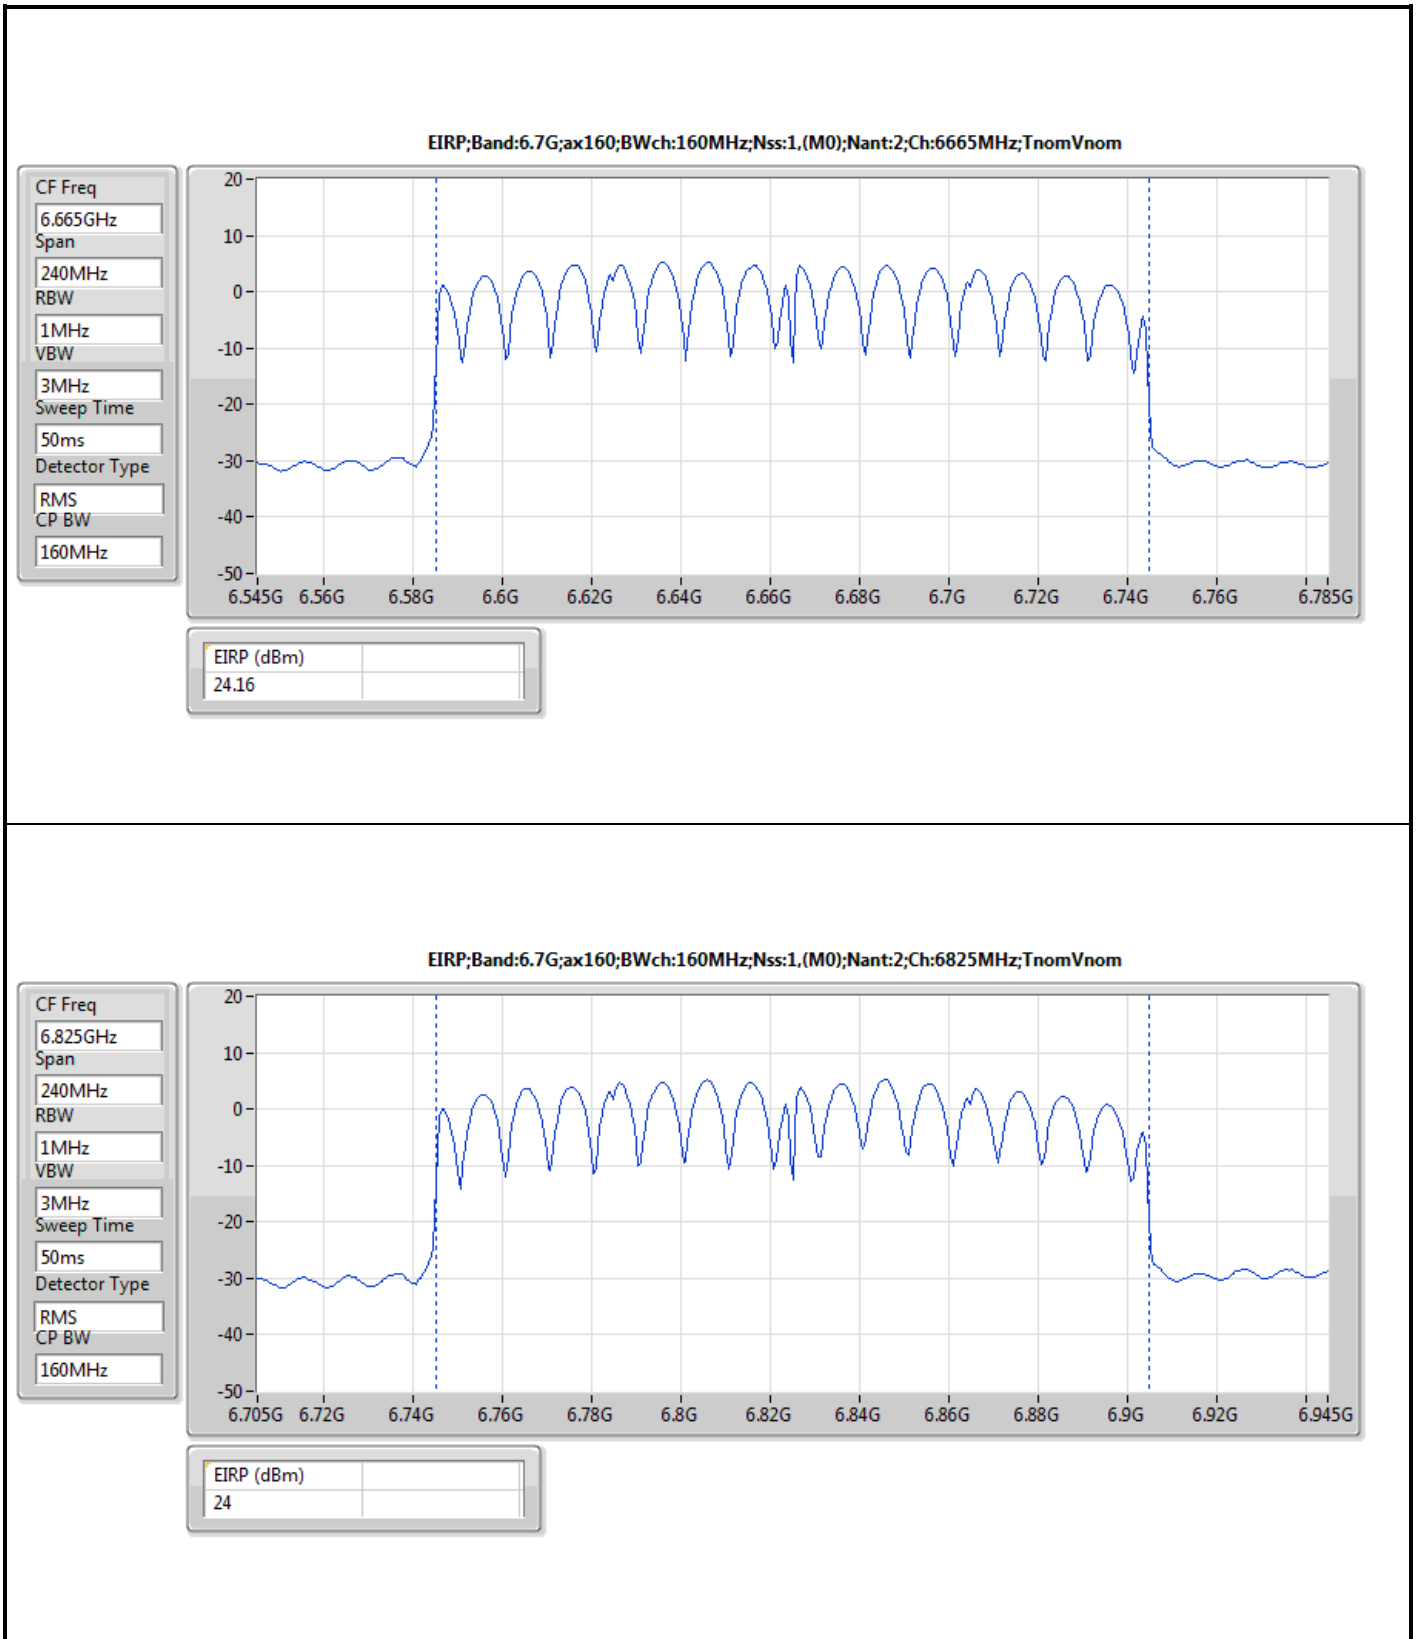 EIRP;Band:6.7G;ax160;BWch:160MHz;Nss:1,(M0);Nant:2;Ch:6665MHz;TnomVnom
CF Freq
6.665GHz
Span
240MHz
RBW
1MHz
VBW
3MHz
Sweep Time
50ms
Detector Type
RMS
CP BW
160MHz
20
10
0
-10
-20
-30
-40
-50
6.545G 6.56G 6.58G 6.6G 6.62G 6.64G 6.66G 6.68G 6.7G 6.72G 6.74G 6.76G 6.785G
EIRP (dBm)
24.16
EIRP;Band:6.7G;ax160;BWch:160MHz;Nss:1,(M0);Nant:2;Ch:6825MHz;TnomVnom
CF Freq
6.825GHz
Span
240MHz
RBW
1MHz
VBW
3MHz
Sweep Time
50ms
Detector Type
RMS
CP BW
160MHz
20
10
0
-10
-20
-30
-40
-50
6.705G 6.72G 6.74G 6.76G 6.78G 6.8G 6.82G 6.84G 6.86G 6.88G 6.9G 6.92G 6.945G
EIRP (dBm)
24